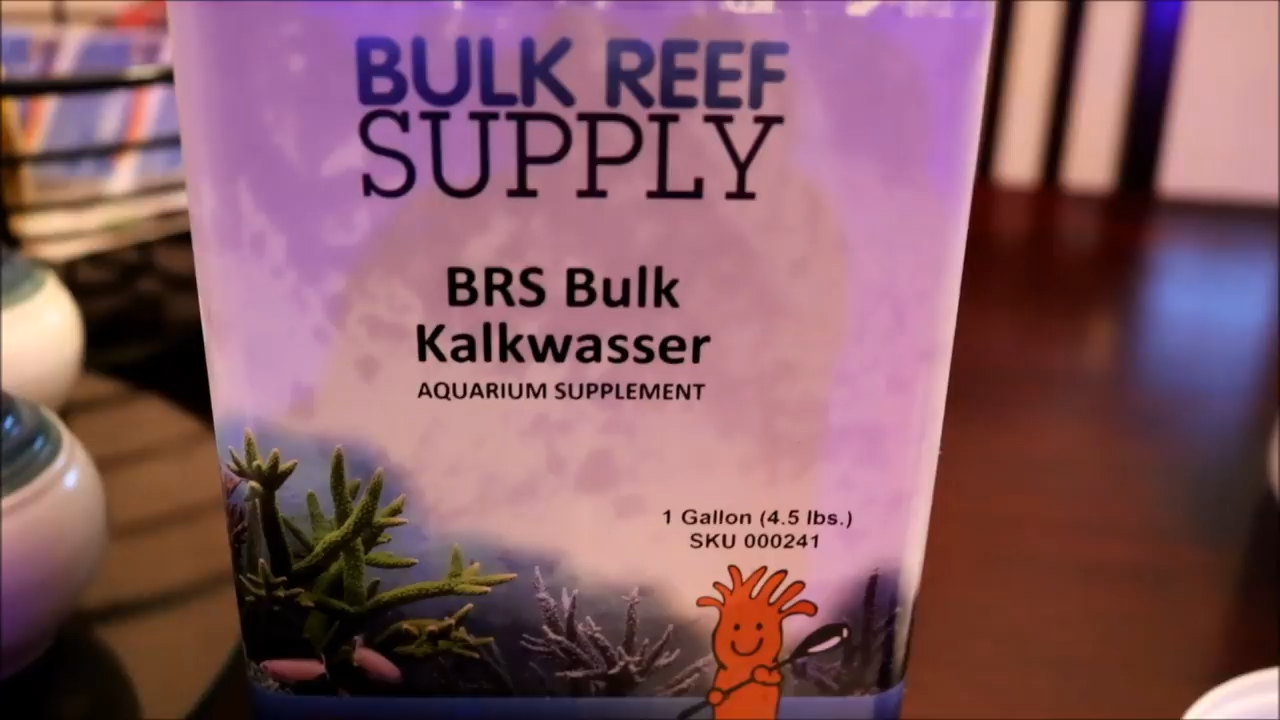 BULK REEF
SUPPLY
BRS Bulk
Kalkwasser
AQUARIUM SUPPLEMENT
1 Gallon (4.5 lbs.)
SKU 000241